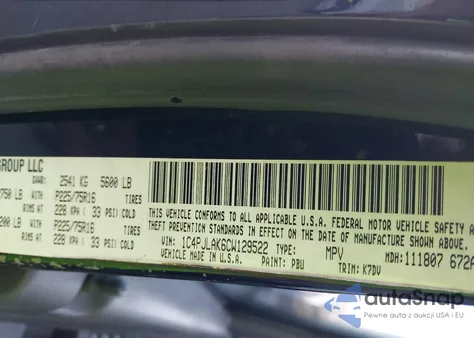 GROUP LLC
GVWR: 2541 KG 5600 LB
750 LB WITH P225/75R16 TIRES
RIMS AT 228 KPA ( 33 PSI COLD)
200 LB WITH P225/75R16 TIRES
RIMS AT 228 KPA ( 33 PSI COLD)
THIS VEHICLE CONFORMS TO ALL APPLICABLE U.S.A. FEDERAL MOTOR VEHICLE SAFETY A
THEFT PREVENTION STANDARDS IN EFFECT ON THE DATE OF MANUFACTURE SHOWN AB
VIN: 1C4PJLAK6CW129522 TYPE: MPV MDH: 111807 672A
VEHICLE MADE IN U.S.A. PAINT: PBU TRIM: K7DV
autoSnap
Pewne auta z aukcji USA i EU